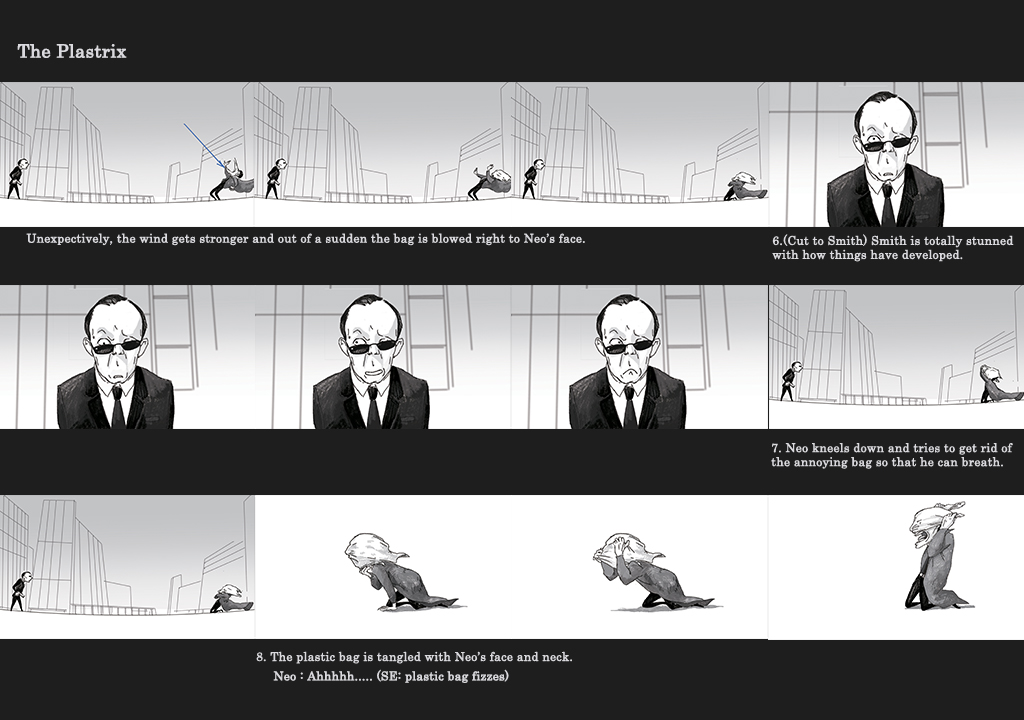 The Plastrix
Unexpectively, the wind gets stronger and out of a sudden the bag is blowed right to Neo's face.
6.(Cut to Smith) Smith is totally stunned
with how things have developed.
7. Neo kneels down and tries to get rid of
the annoying bag so that he can breath.
8. The plastic bag is tangled with Neo's face and neck.
Neo : Ahhhhh..... (SE: plastic bag fizzes)